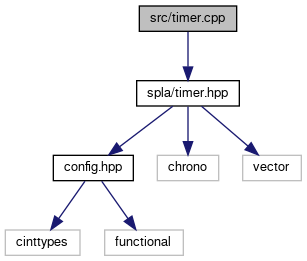 src/timer.cpp
spla/timer.hpp
config.hpp
chrono
vector
cinttypes
functional